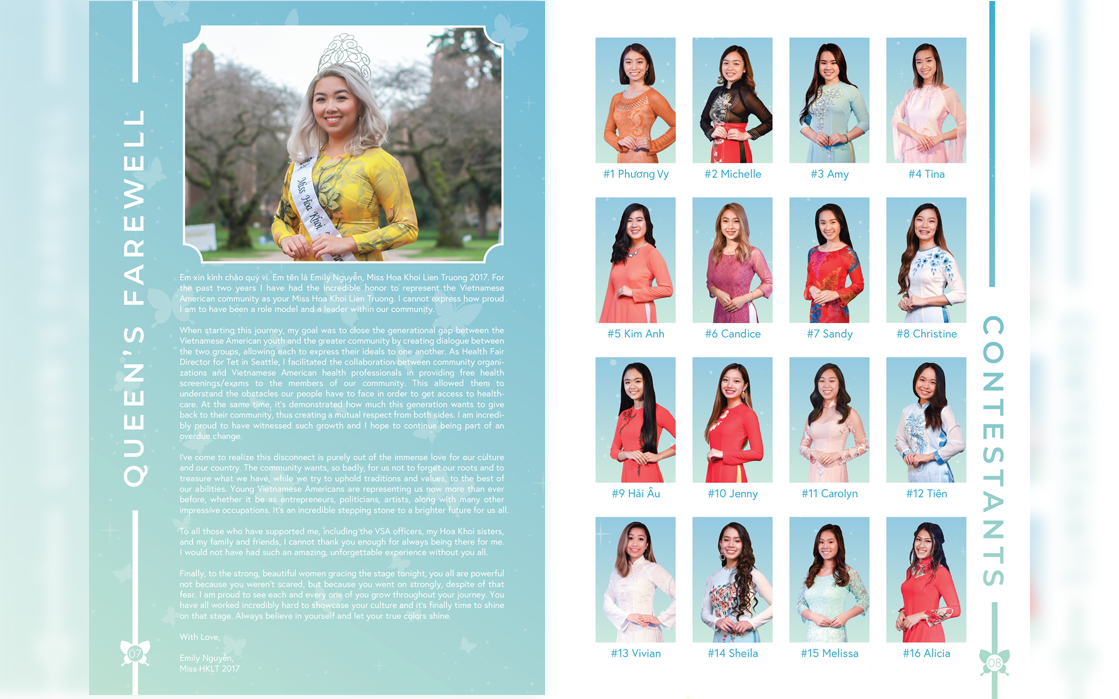 QUEEN'S FAREWELL
Miss Hoa Khoi
Em xin kính chào quý vi. Em tên là Emily Nguyễn, Miss Hoa Khoi Lien Truong 2017. For
the past two years I have had the incredible honor to represent the Vietnamese
American community as your Miss Hoa Khoi Lien Truong. I cannot express how proud
I am to have been a role model and a leader within our community.
When starting this journey, my goal was to close the generational gap between the
Vietnamese American youth and the greater community by creating dialogue between
the two groups, allowing each to express their ideals to one another. As Health Fair
Director for Tet in Seattle, I facilitated the collaboration between community organi-
zations and Vietnamese American health professionals in providing free health
screenings/exams to the members of our community. This allowed them to
understand the obstacles our people have to face in order to get access to health-
care. At the same time, it's demonstrated how much this generation wants to give
back to their community, thus creating a mutual respect from both sides. I am incredi-
bly proud to have witnessed such growth and I hope to continue being part of an
overdue change.
I've come to realize this disconnect is purely out of the immense love for our culture
and our country. The community wants, so badly, for us not to forget our roots and to
treasure what we have, while we try to uphold traditions and values, to the best of
our abilities. Young Vietnamese Americans are representing us now more than ever
before, whether it be as entrepreneurs, politicians, artists, along with many other
impressive occupations. It's an incredible stepping stone to a brighter future for us all.
To all those who have supported me, including the VSA officers, my Hoa Khoi sisters,
and my family and friends, I cannot thank you enough for always being there for me.
I would not have had such an amazing, unforgettable experience without you all.
Finally, to the strong, beautiful women gracing the stage tonight, you all are powerful
not because you weren't scared, but because you went on strongly, despite of that
fear. I am proud to see each and every one of you grow throughout your journey. You
have all worked incredibly hard to showcase your culture and it's finally time to shine
on that stage. Always believe in yourself and let your true colors shine.
With Love,
Emily Nguyễn,
Miss HKLT 2017
07
CONTESTANTS
#1 Phương Vy
#2 Michelle
#3 Amy
#4 Tina
#5 Kim Anh
#6 Candice
#7 Sandy
#8 Christine
#9 Hải Âu
#10 Jenny
#11 Carolyn
#12 Tiên
#13 Vivian
#14 Sheila
#15 Melissa
#16 Alicia
08